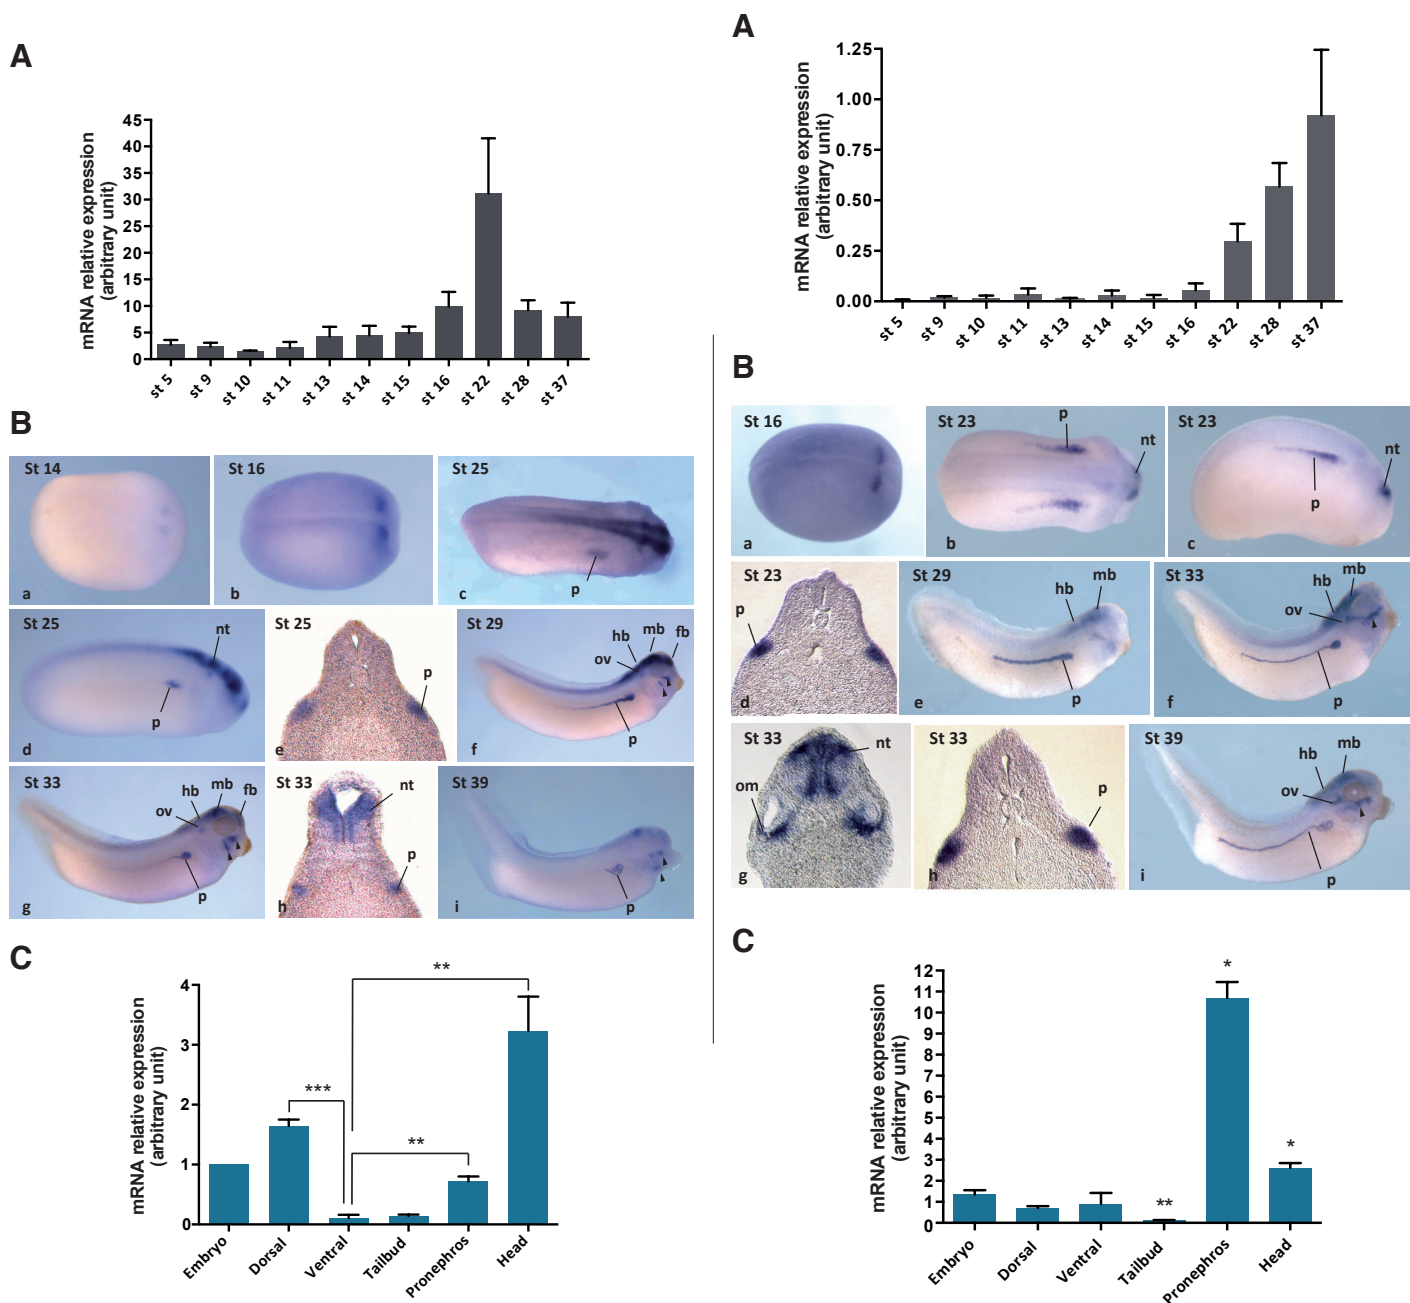 A
mRNA relative expression
(arbitrary unit)
45
40
35
30
25
20
15
10
5
0
st 5
st 9
st 10
st 11
st 13
st 14
st 15
st 16
st 22
st 28
st 37
B
St 14
a
St 16
b
St 25
p
c
St 25
nt
p
d
St 25
p
e
St 29
hb
mb
fb
ov
p
f
St 33
hb
mb
fb
ov
p
g
St 33
nt
p
h
St 39
p
i
C
mRNA relative expression
(arbitrary unit)
4
3
2
1
0
***
**
**
Embryo
Dorsal
Ventral
Tailbud
Pronephros
Head
A
mRNA relative expression
(arbitrary unit)
1.25
1.00
0.75
0.50
0.25
0.00
st 5
st 9
st 10
st 11
st 13
st 14
st 15
st 16
st 22
st 28
st 37
B
St 16
a
St 23
p
nt
b
St 23
nt
p
c
St 23
p
d
St 29
hb
mb
p
e
St 33
hb
mb
ov
p
f
St 33
nt
om
g
St 33
p
h
St 39
hb
mb
ov
p
i
C
mRNA relative expression
(arbitrary unit)
12
11
10
9
8
7
6
5
4
3
2
1
0
**
*
*
Embryo
Dorsal
Ventral
Tailbud
Pronephros
Head